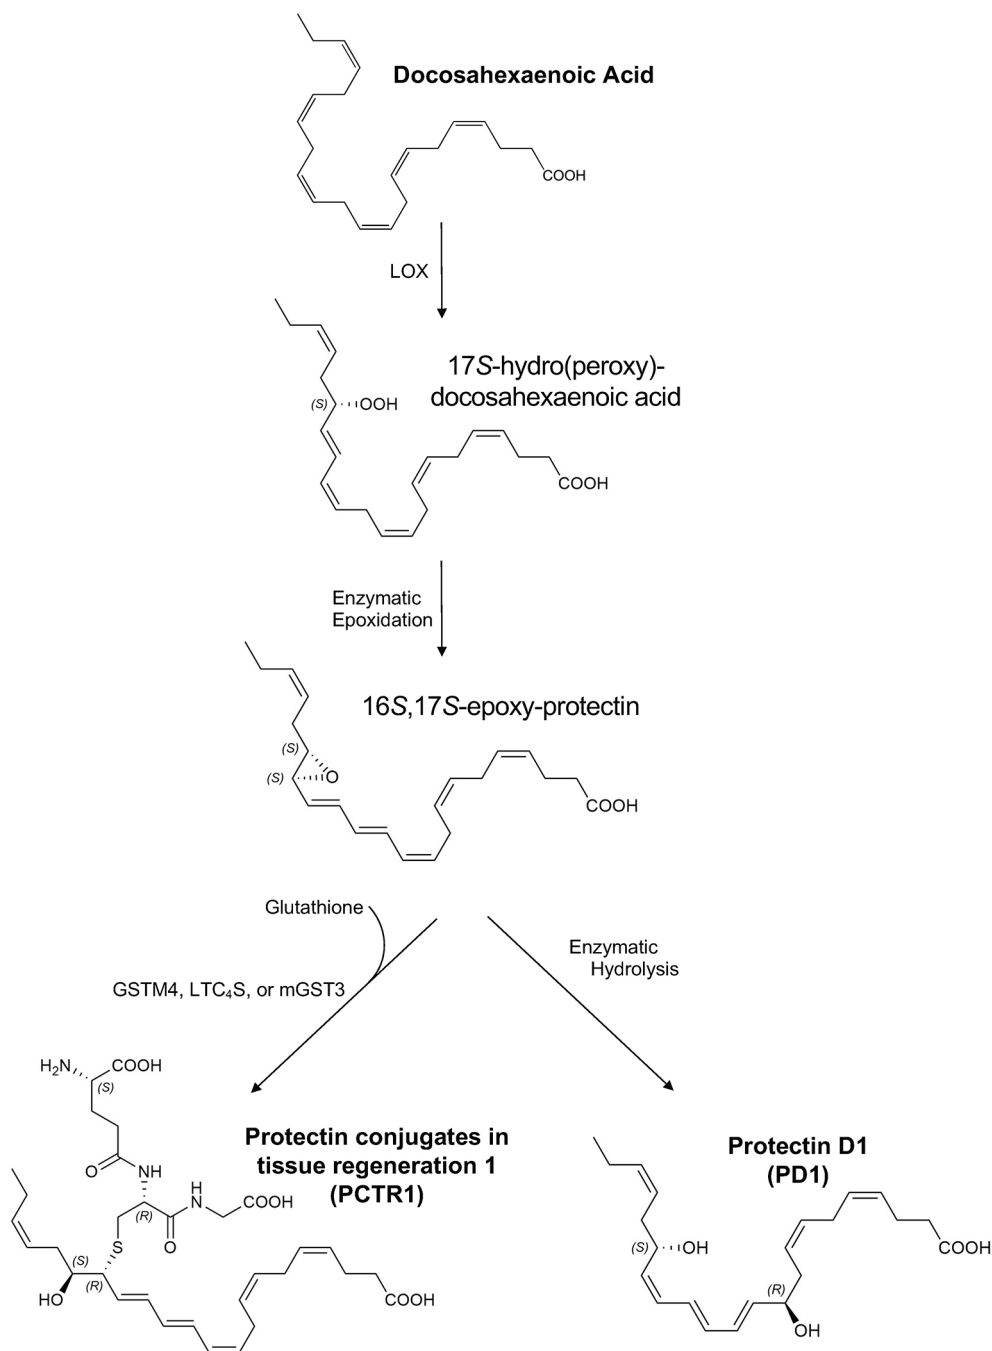 Docosahexaenoic Acid
COOH
LOX
17S-hydro(peroxy)-
docosahexaenoic acid
(S)
OOH
COOH
Enzymatic
Epoxidation
16S,17S-epoxy-protectin
(S)
(S)
O
COOH
Glutathione
GSTM4, LTC₄S, or mGST3
Enzymatic
Hydrolysis
H₂N
COOH
(S)
Protectin conjugates in
tissue regeneration 1
(PCTR1)
O
NH
H
N
COOH
(R)
O
S
(S)
(R)
HO
COOH
Protectin D1
(PD1)
(S)
OH
COOH
(R)
OH